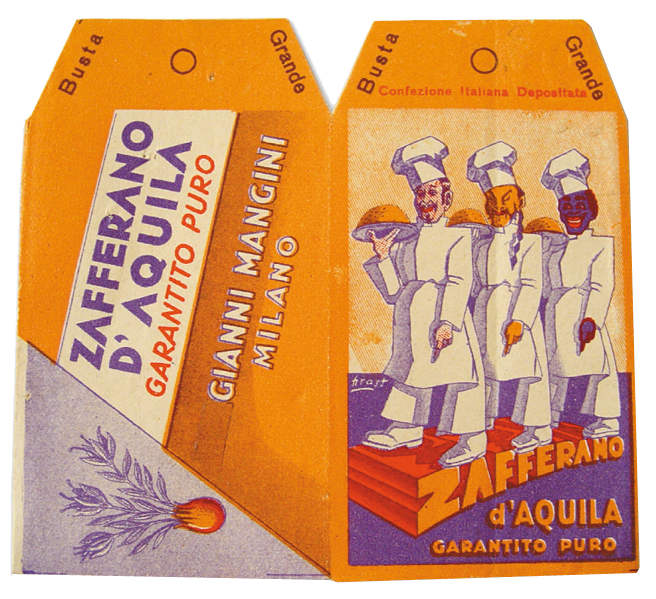 Busta Grande
ZAFFERANO
D'AQUILA
GARANTITO PURO
GIANNI MANGINI
MILANO
Busta Grande
Confezione Italiana Depositata
ZAFFERANO
d'AQUILA
GARANTITO PURO